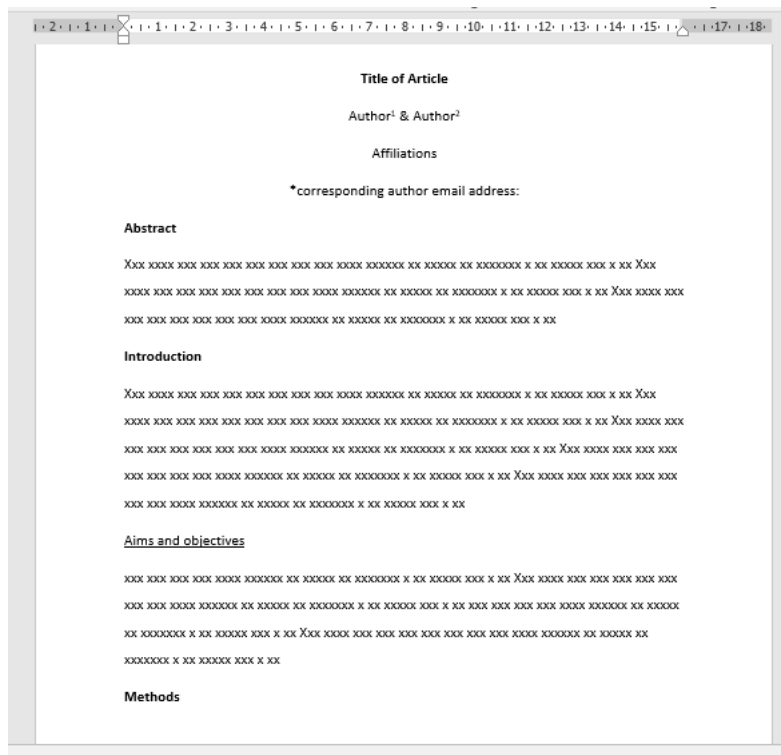 2 1 1 2 3 4 5 6 7 8 9 10 11 12 13 14 15 17 18
Title of Article
Author¹ & Author²
Affiliations
*corresponding author email address:
Abstract
Xxx xxxx xxx xxx xxx xxx xxx xxx xxx xxxx xxxxxx xx xxxxx xx xxxxxxx x xx xxxxx xxx x xx Xxx
xxxx xxx xxx xxx xxx xxx xxx xxx xxxx xxxxxx xx xxxxx xx xxxxxxx x xx xxxxx xxx x xx Xxx xxxx xxx
xxx xxx xxx xxx xxx xxx xxxx xxxxxx xx xxxxx xx xxxxxxx x xx xxxxx xxx x xx
Introduction
Xxx xxxx xxx xxx xxx xxx xxx xxx xxx xxxx xxxxxx xx xxxxx xx xxxxxxx x xx xxxxx xxx x xx Xxx
xxxx xxx xxx xxx xxx xxx xxx xxx xxxx xxxxxx xx xxxxx xx xxxxxxx x xx xxxxx xxx x xx Xxx xxxx xxx
xxx xxx xxx xxx xxx xxx xxxx xxxxxx xx xxxxx xx xxxxxxx x xx xxxxx xxx x xx Xxx xxxx xxx xxx xxx
xxx xxx xxx xxx xxxx xxxxxx xx xxxxx xx xxxxxxx x xx xxxxx xxx x xx Xxx xxxx xxx xxx xxx xxx xxx
xxx xxx xxxx xxxxxx xx xxxxx xx xxxxxxx x xx xxxxx xxx x xx
Aims and objectives
xxx xxx xxx xxx xxxx xxxxxx xx xxxxx xx xxxxxxx x xx xxxxx xxx x xx Xxx xxxx xxx xxx xxx xxx xxx
xxx xxx xxxx xxxxxx xx xxxxx xx xxxxxxx x xx xxxxx xxx x xx xxx xxx xxx xxx xxxx xxxxxx xx xxxxx
xx xxxxxxx x xx xxxxx xxx x xx Xxx xxxx xxx xxx xxx xxx xxx xxx xxx xxxx xxxxxx xx xxxxx xx
xxxxxxx x xx xxxxx xxx x xx
Methods